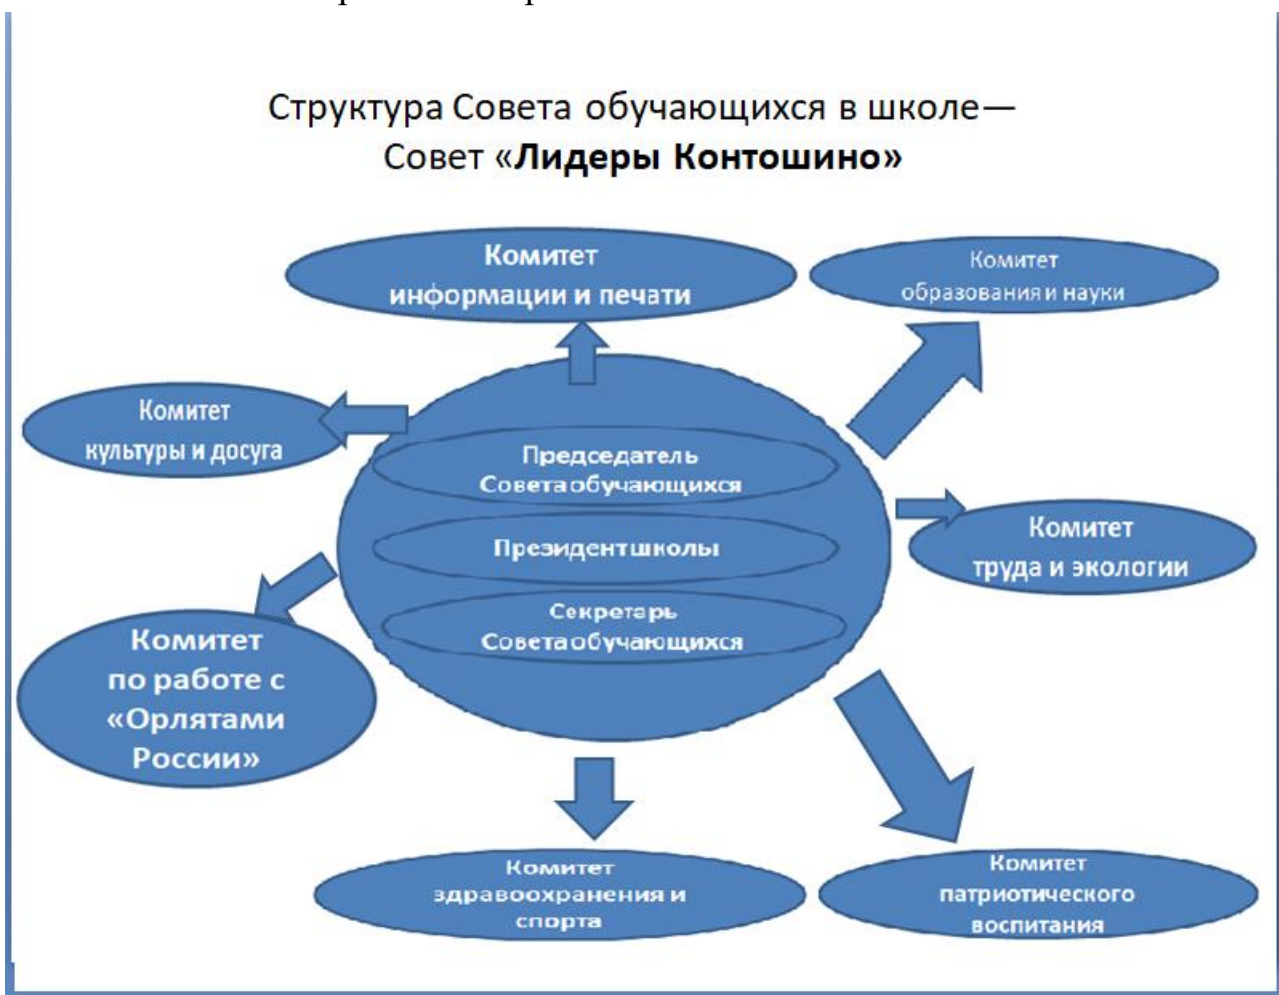 Структура Совета обучающихся в школе—
Совет «Лидеры Контошино»
Комитет
информации и печати
Комитет
образования и науки
Комитет
культуры и досуга
Председатель
Совета обучающихся
Президент школы
Секретарь
Совета обучающихся
Комитет
труда и экологии
Комитет
по работе с
«Орлятами
России»
Комитет
здравоохранения и
спорта
Комитет
патриотического
воспитания